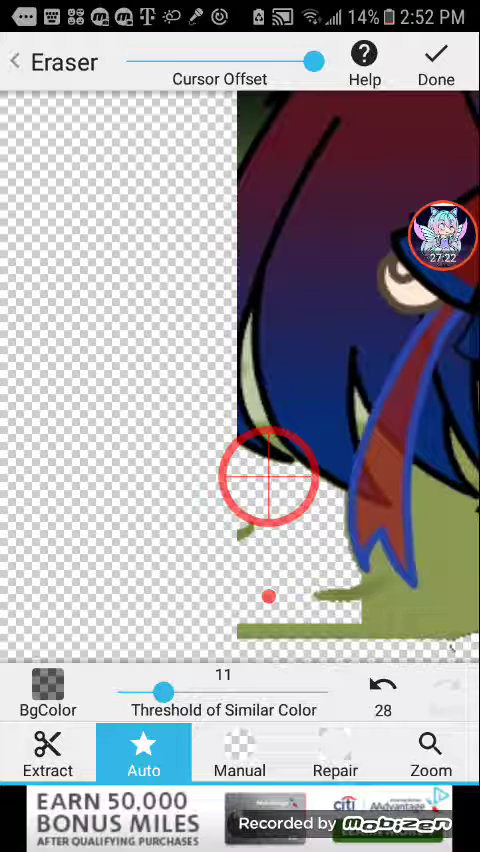 14% 2:52 PM
Eraser
Cursor Offset
Help
Done
27:22
11
BgColor
Threshold of Similar Color
28
Extract
Auto
Manual
Repair
Zoom
EARN 50,000
BONUS MILES
AFTER QUALIFYING PURCHASES
citi
AAdvantage
Recorded by Mobizen